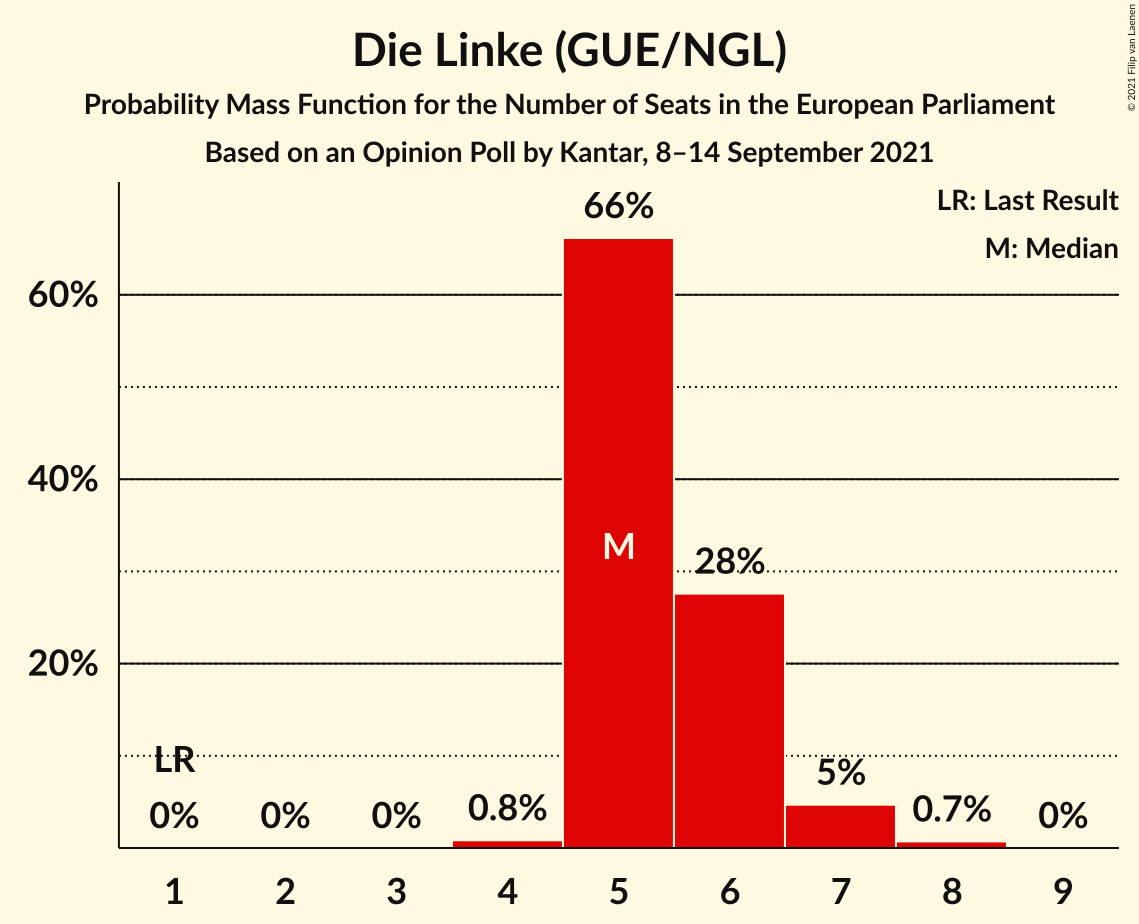 Die Linke (GUE/NGL)
Probability Mass Function for the Number of Seats in the European Parliament
Based on an Opinion Poll by Kantar, 8–14 September 2021
© 2021 Filip van Laenen
LR: Last Result
M: Median
60%
40%
20%
LR
0%
0%
0%
0.8%
66%
M
28%
5%
0.7%
0%
1 2 3 4 5 6 7 8 9